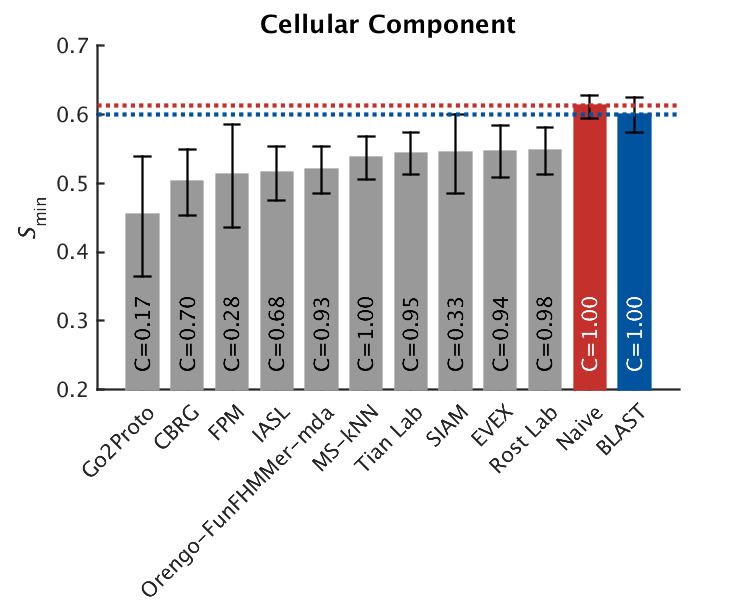 Cellular Component
0.7
0.6
0.5
0.4
0.3
0.2
Smin
C=0.17
C=0.70
C=0.28
C=0.68
C=0.93
C=1.00
C=0.95
C=0.33
C=0.94
C=0.98
C=1.00
C=1.00
Go2Proto
CBRG
FPM
IASL
Orengo-FunFHMMer-mda
MS-kNN
Tian Lab
SIAM
EVEX
Rost Lab
Naive
BLAST